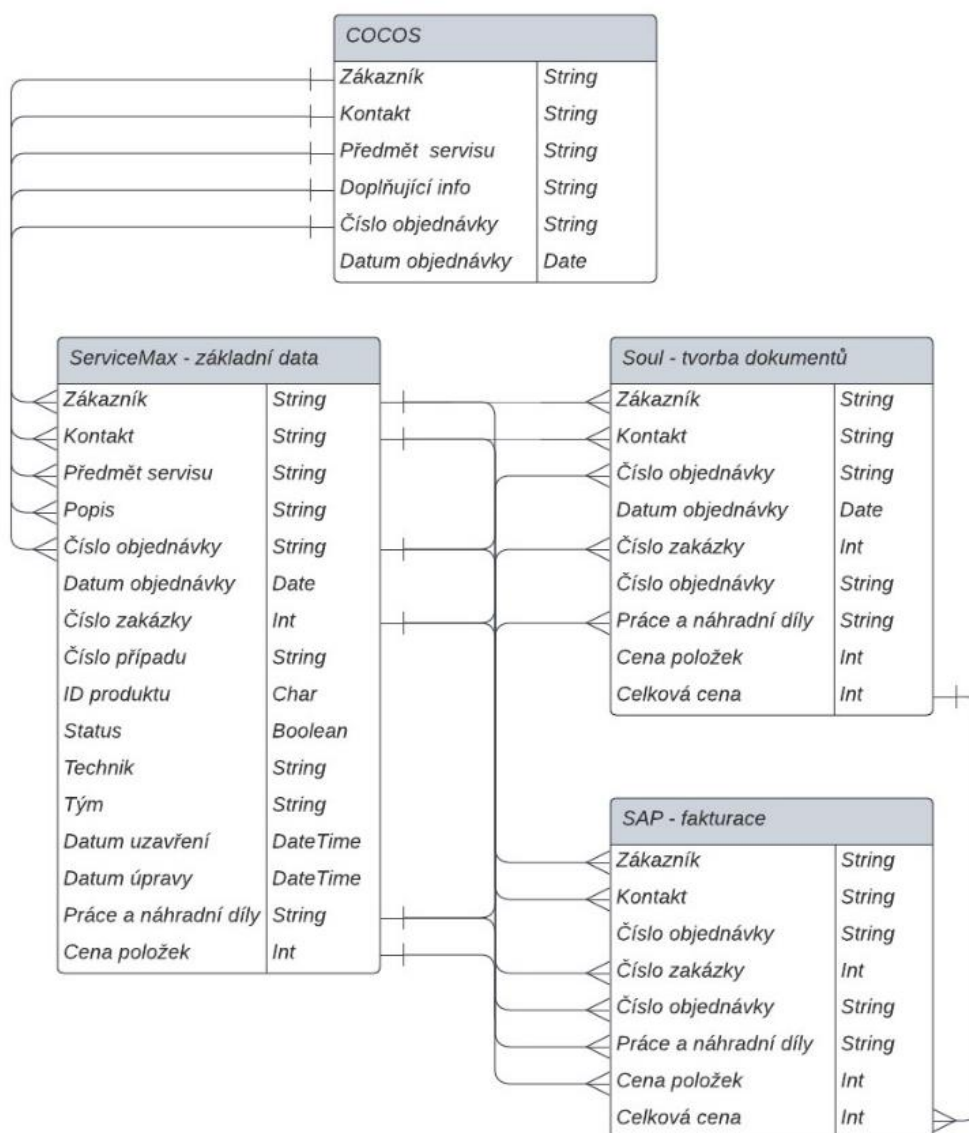 COCOS
Zákazník String
Kontakt String
Předmět servisu String
Doplňující info String
Číslo objednávky String
Datum objednávky Date
ServiceMax - základní data
Zákazník String
Kontakt String
Předmět servisu String
Popis String
Číslo objednávky String
Datum objednávky Date
Číslo zakázky Int
Číslo případu String
ID produktu Char
Status Boolean
Technik String
Tým String
Datum uzavření DateTime
Datum úpravy DateTime
Práce a náhradní díly String
Cena položek Int
Soul - tvorba dokumentů
Zákazník String
Kontakt String
Číslo objednávky String
Datum objednávky Date
Číslo zakázky Int
Číslo objednávky String
Práce a náhradní díly String
Cena položek Int
Celková cena Int
SAP - fakturace
Zákazník String
Kontakt String
Číslo objednávky String
Číslo zakázky Int
Číslo objednávky String
Práce a náhradní díly String
Cena položek Int
Celková cena Int